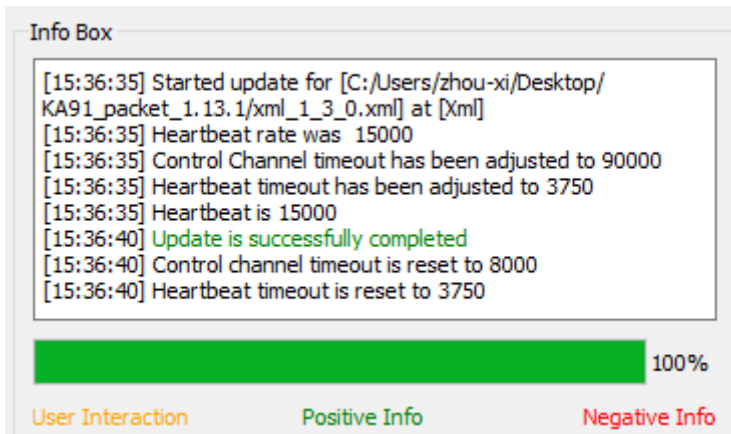 Info Box
[15:36:35] Started update for [C:/Users/zhou-xi/Desktop/
KA91_packet_1.13.1/xml_1_3_0.xml] at [Xml]
[15:36:35] Heartbeat rate was  15000
[15:36:35] Control Channel timeout has been adjusted to 90000
[15:36:35] Heartbeat timeout has been adjusted to 3750
[15:36:35] Heartbeat is 15000
[15:36:40] Update is successfully completed
[15:36:40] Control channel timeout is reset to 8000
[15:36:40] Heartbeat timeout is reset to 3750
100%
User Interaction Positive Info Negative Info